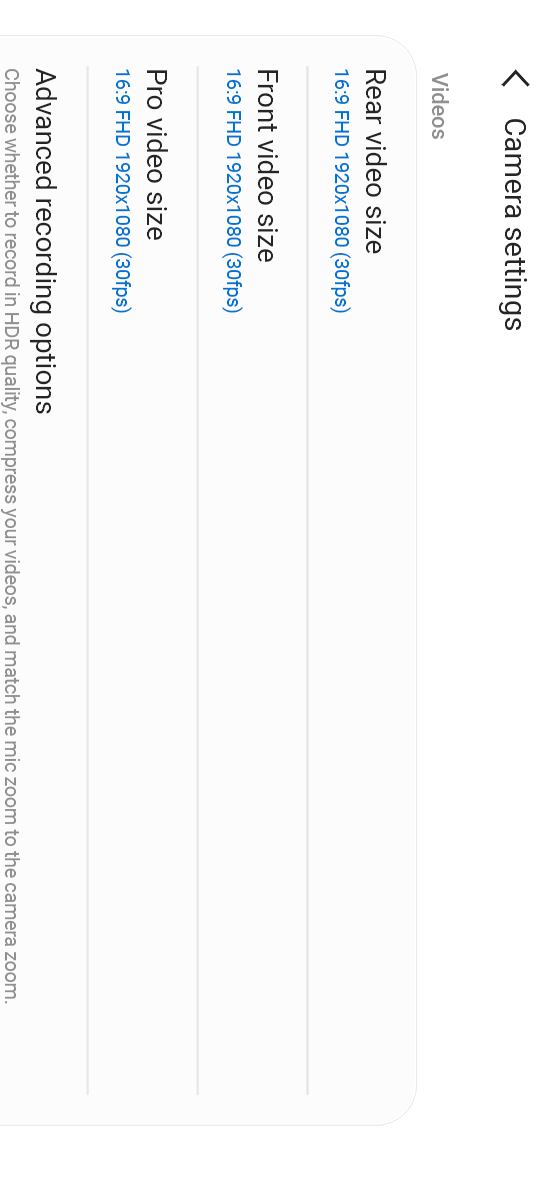 Camera settings
Videos
Rear video size
16:9 FHD 1920x1080 (30fps)
Front video size
16:9 FHD 1920x1080 (30fps)
Pro video size
16:9 FHD 1920x1080 (30fps)
Advanced recording options
Choose whether to record in HDR quality, compress your videos, and match the mic zoom to the camera zoom.